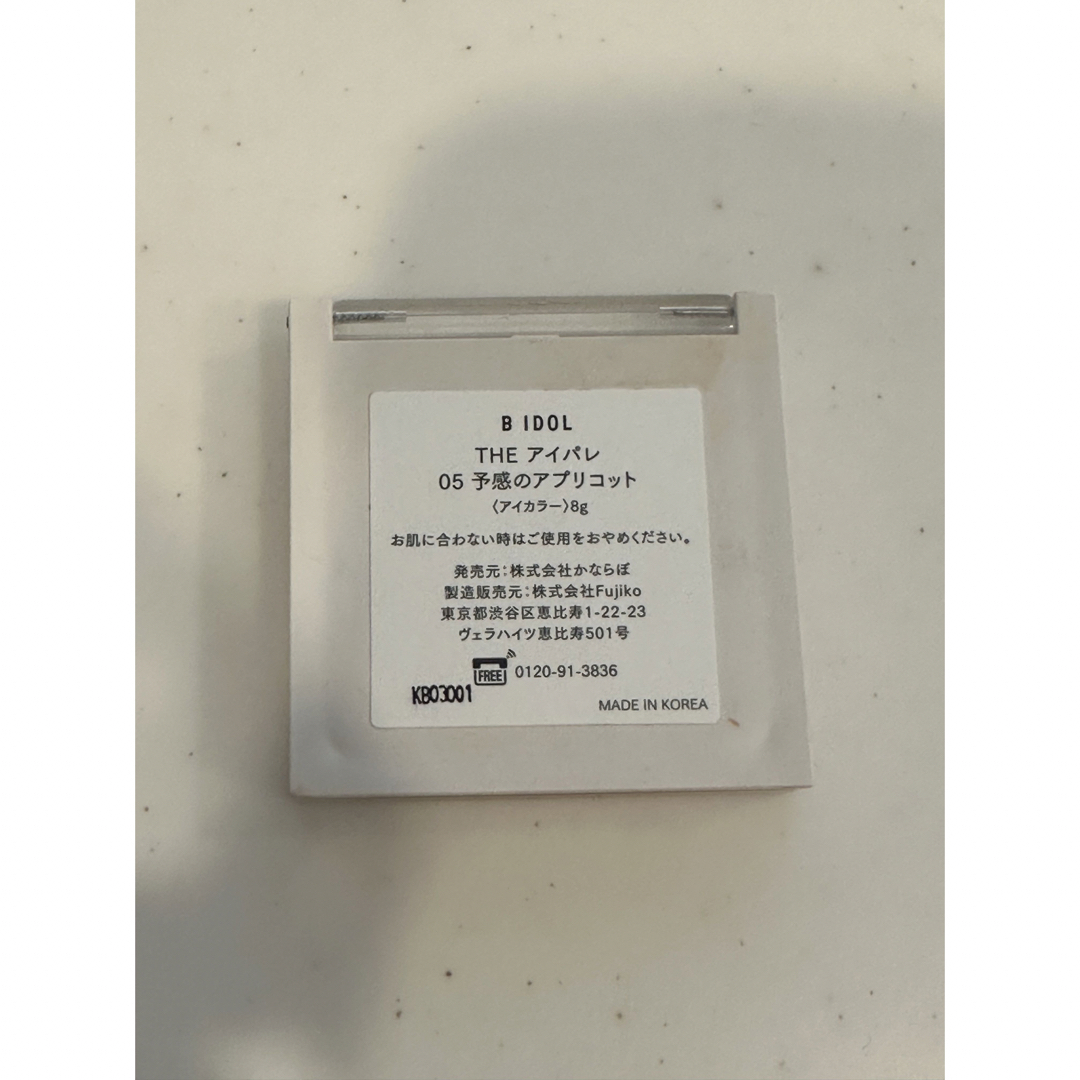 B IDOL
THE アイパレ
05 予感のアプリコット
〈アイカラー〉8g
お肌に合わない時はご使用をおやめください。
発売元：株式会社かならぼ
製造販売元：株式会社Fujiko
東京都渋谷区恵比寿1-22-23
ヴェラハイツ恵比寿501号
FREE 0120-91-3836
KB03001
MADE IN KOREA